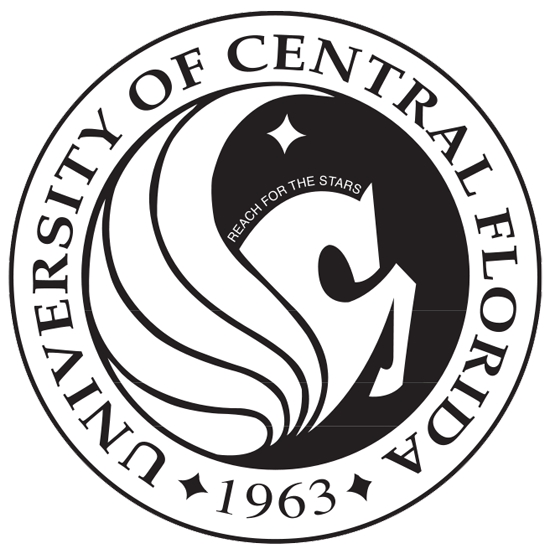 UNIVERSITY OF CENTRAL FLORIDA
REACH FOR THE STARS
1963